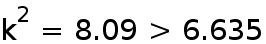 k² = 8.09 > 6.635